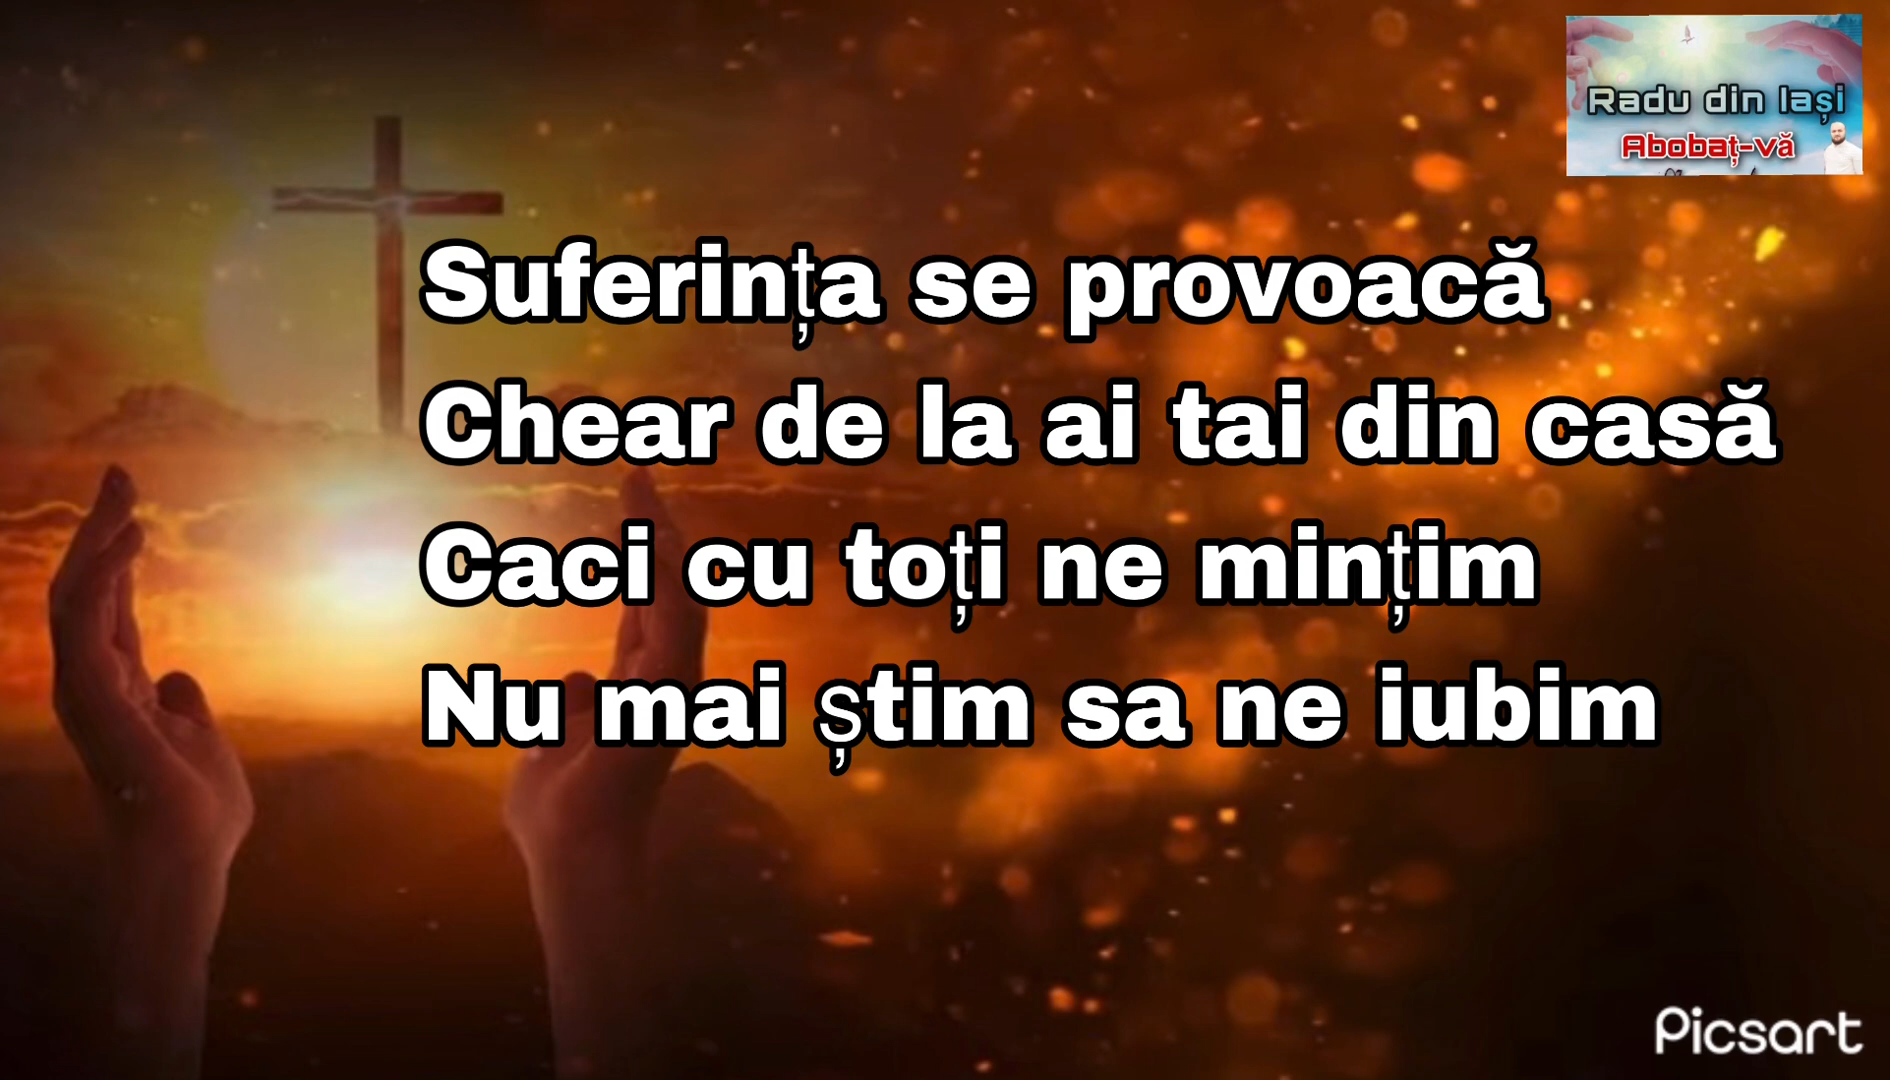 Radu din Iași
Abobaț-vă
Suferința se provoacă
Chear de la ai tai din casă
Caci cu toți ne mințim
Nu mai știm sa ne iubim
Picsart